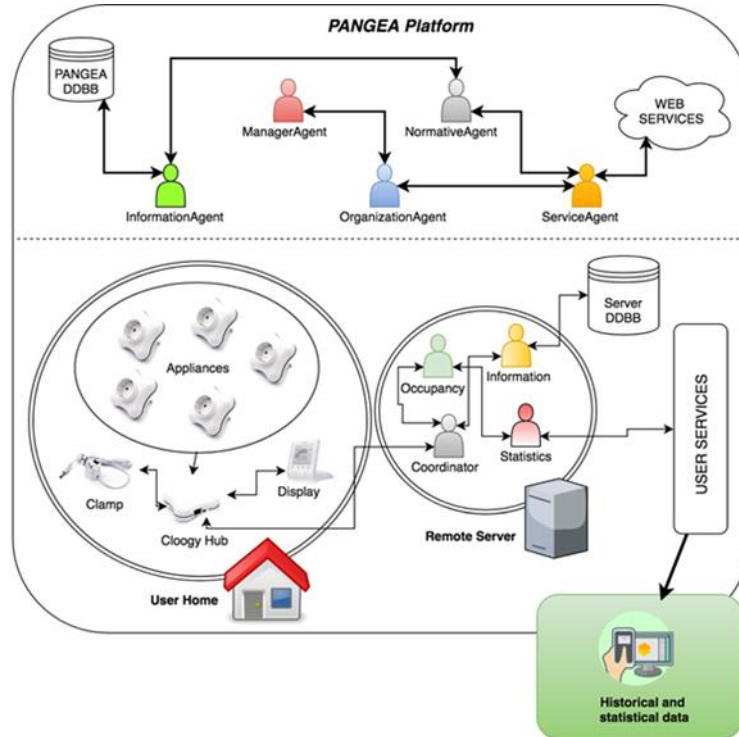 PANGEA Platform
PANGEA
DDBB
ManagerAgent
NormativeAgent
WEB
SERVICES
InformationAgent
OrganizationAgent
ServiceAgent
Appliances
Clamp
Display
Cloogy Hub
User Home
Occupancy
Information
Coordinator
Statistics
Remote Server
Server
DDBB
USER SERVICES
Historical and
statistical data